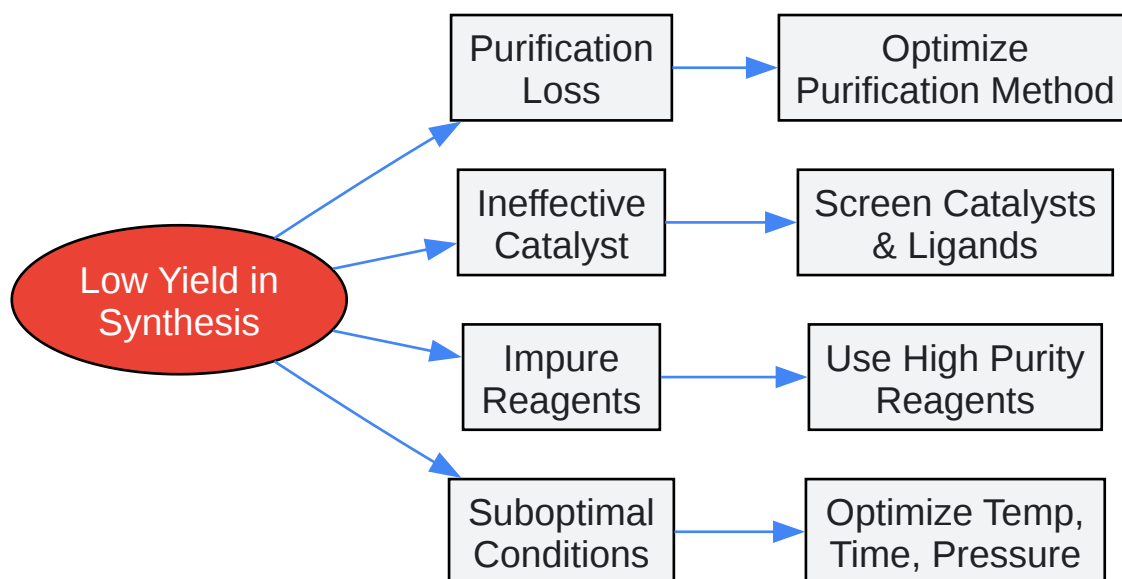 Purification
Loss
Optimize
Purification Method
Ineffective
Catalyst
Screen Catalysts
& Ligands
Low Yield in
Synthesis
Impure
Reagents
Use High Purity
Reagents
Suboptimal
Conditions
Optimize Temp,
Time, Pressure